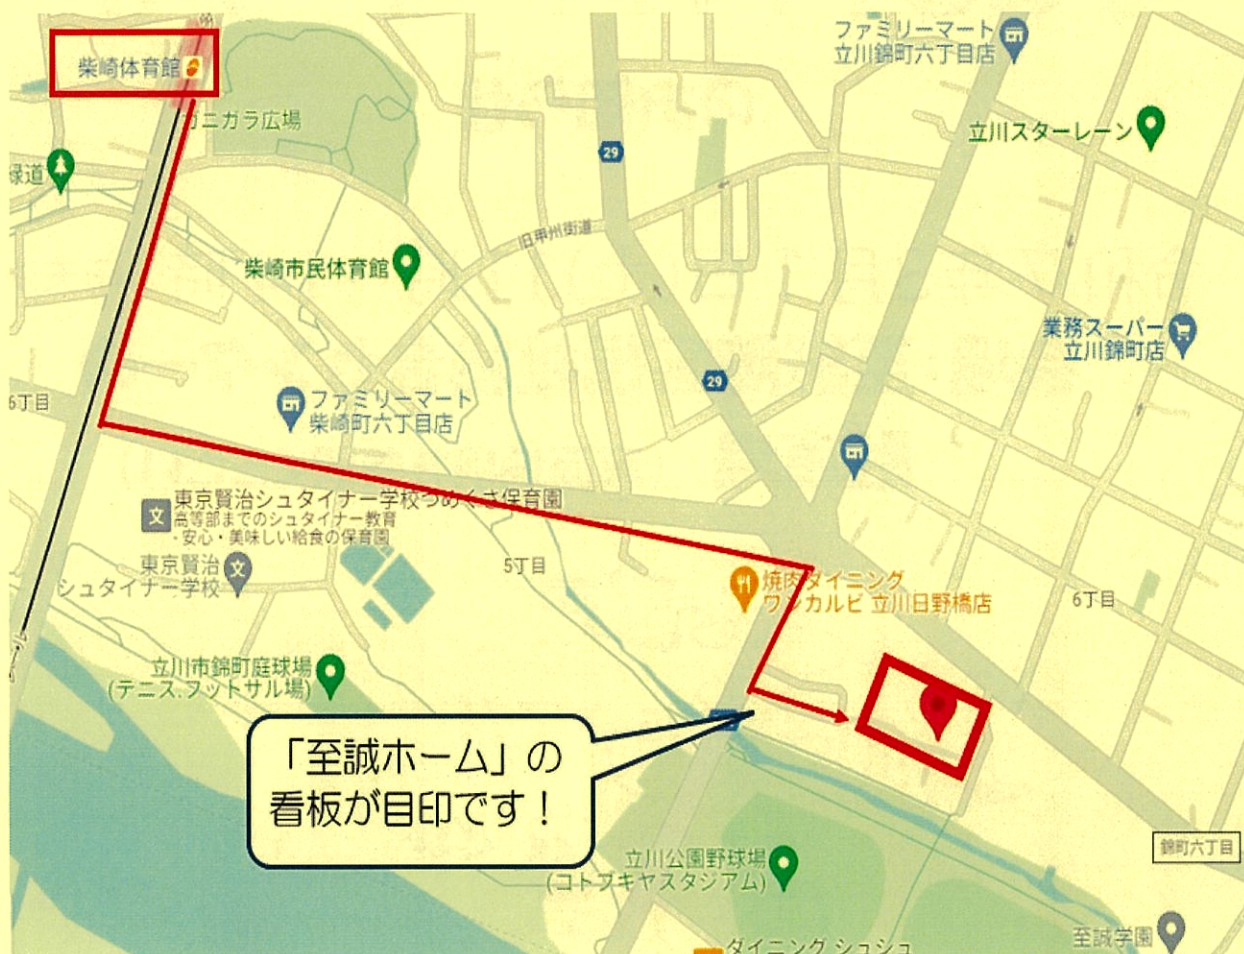 柴崎体育館
ガニガラ広場
緑道
ファミリーマート
立川錦町六丁目店
立川スターレーン
29
旧甲州街道
柴崎市民体育館
業務スーパー
立川錦町店
29
6丁目
ファミリーマート
柴崎町六丁目店
東京賢治シュタイナー学校つめくさ保育園
高等部までのシュタイナー教育
・安心・美味しい給食の保育園
文
東京賢治
シュタイナー学校
文
5丁目
焼肉ダイニング
ワンカルビ 立川日野橋店
6丁目
立川市錦町庭球場
(テニス.フットサル場)
「至誠ホーム」の
看板が目印です！
錦町六丁目
立川公園野球場
(コトブキヤスタジアム)
至誠学園
ダイニング シュシュ